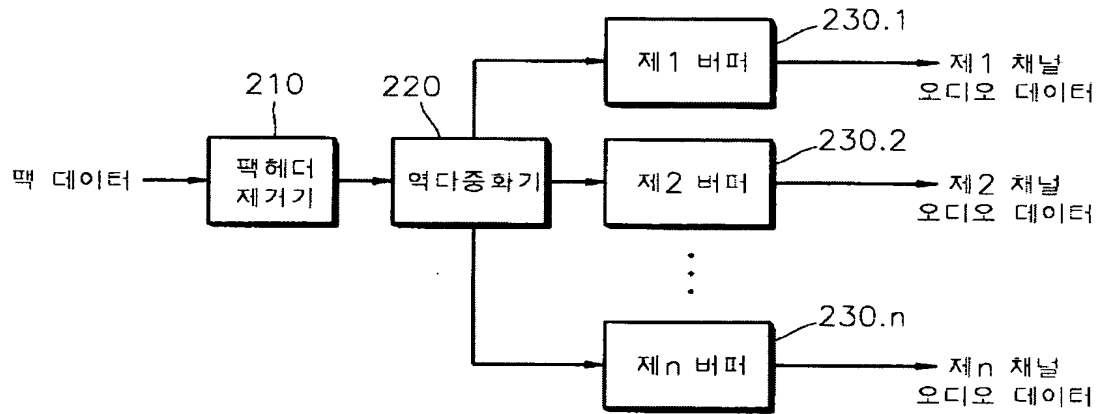 230.1
제1 버퍼
제1 채널
오디오 데이터
210
220
230.2
팩 데이터
팩헤더
제거기
역다중화기
제2 버퍼
제2 채널
오디오 데이터
230.n
제n 버퍼
제n 채널
오디오 데이터